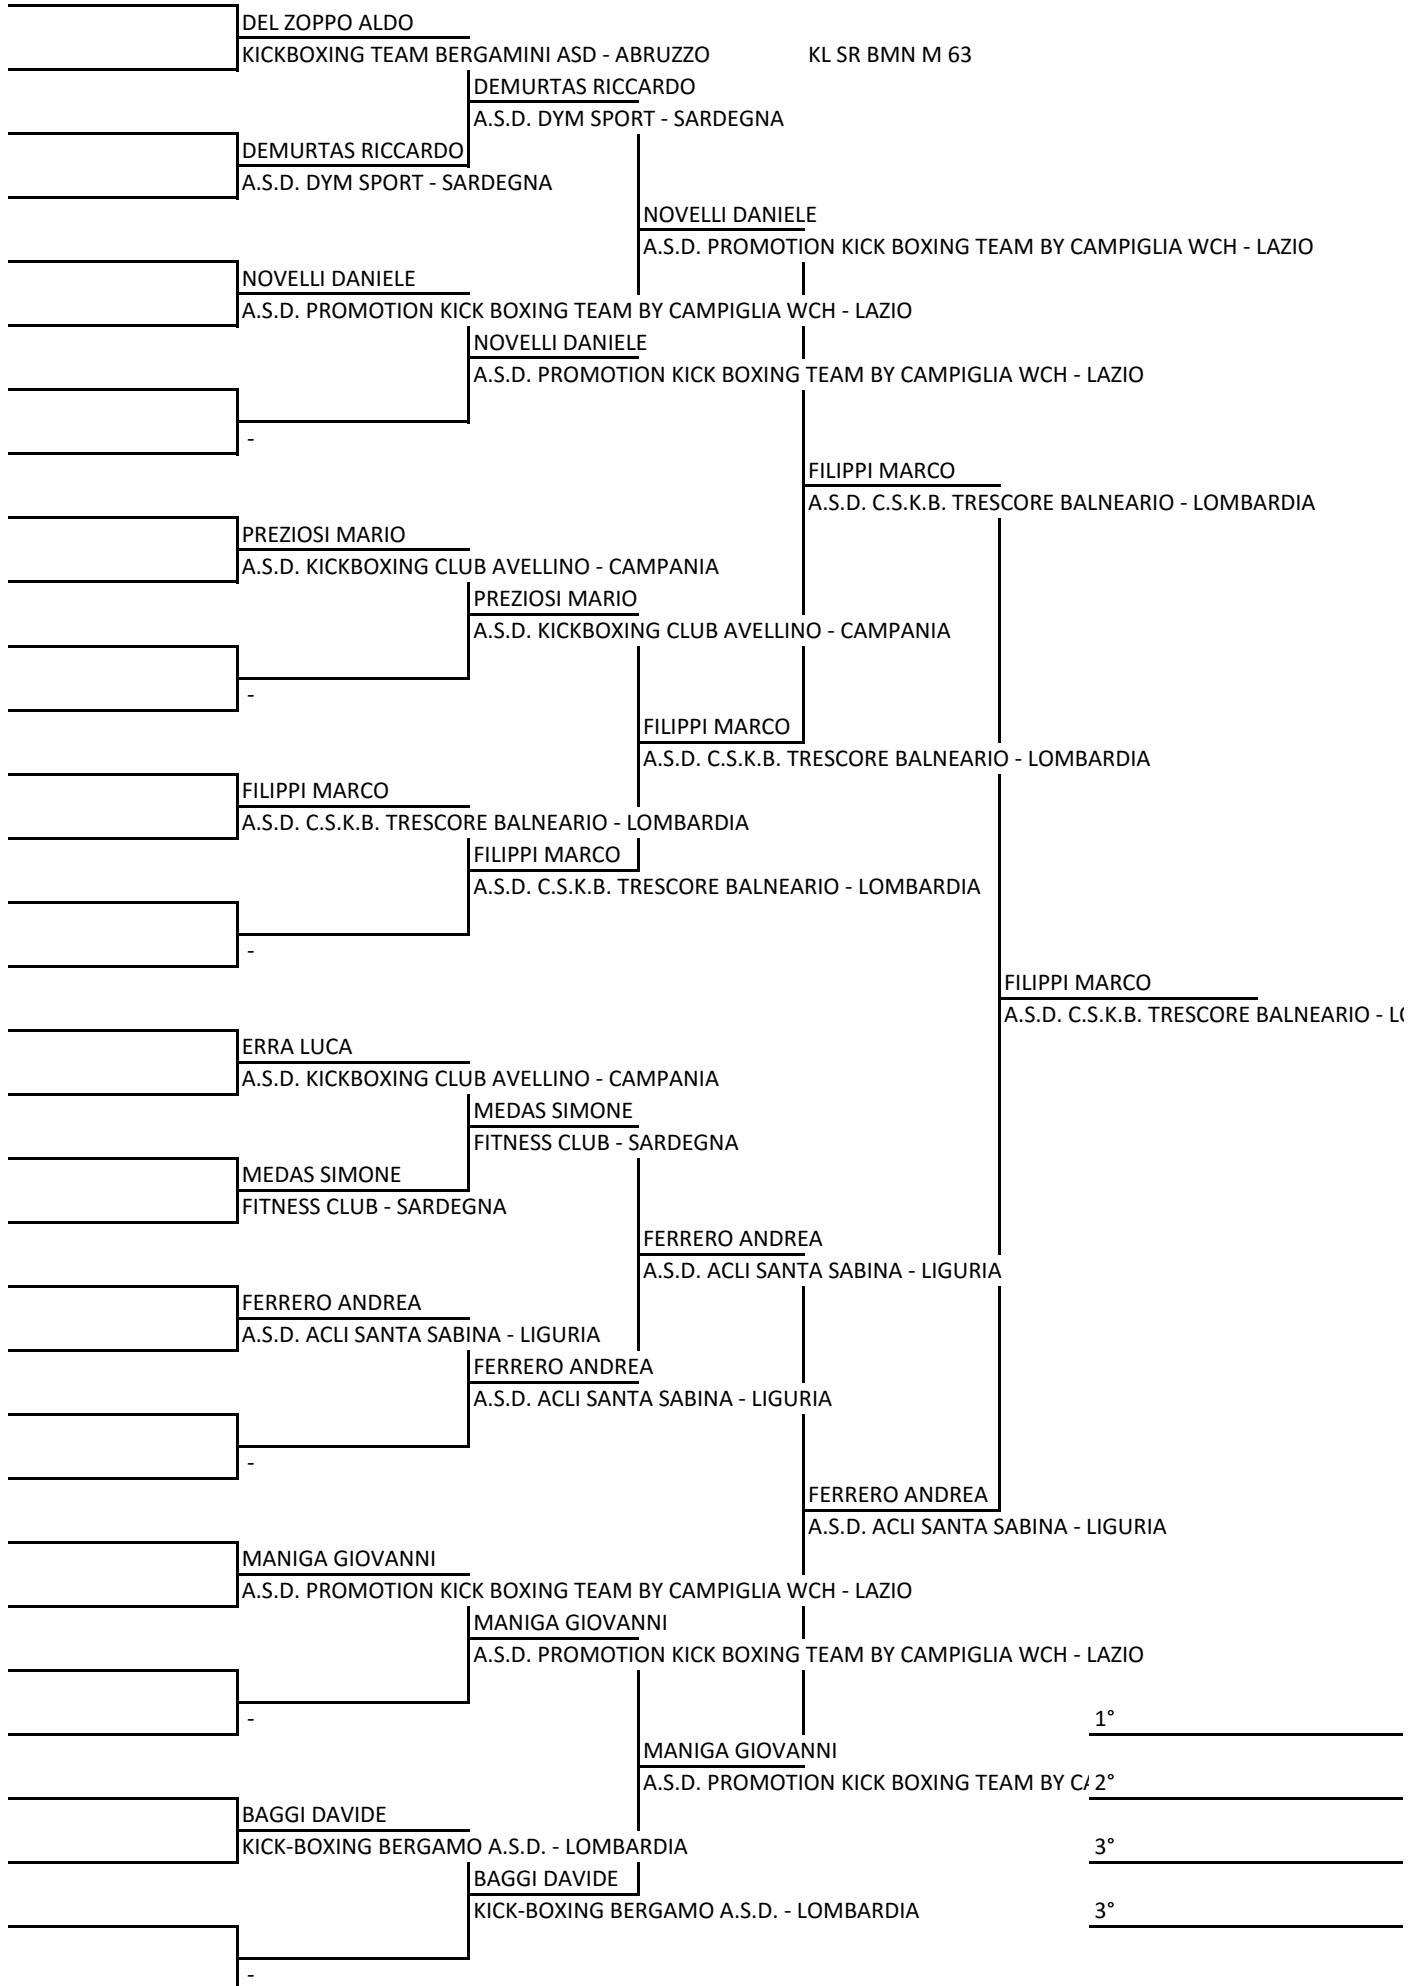 DEL ZOPPO ALDO
KICKBOXING TEAM BERGAMINI ASD - ABRUZZO KL SR BMN M 63
DEMURTAS RICCARDO
A.S.D. DYM SPORT - SARDEGNA
DEMURTAS RICCARDO
A.S.D. DYM SPORT - SARDEGNA
NOVELLI DANIELE
A.S.D. PROMOTION KICK BOXING TEAM BY CAMPIGLIA WCH - LAZIO
NOVELLI DANIELE
A.S.D. PROMOTION KICK BOXING TEAM BY CAMPIGLIA WCH - LAZIO
NOVELLI DANIELE
A.S.D. PROMOTION KICK BOXING TEAM BY CAMPIGLIA WCH - LAZIO
-
FILIPPI MARCO
A.S.D. C.S.K.B. TRESCORE BALNEARIO - LOMBARDIA
PREZIOSI MARIO
A.S.D. KICKBOXING CLUB AVELLINO - CAMPANIA
PREZIOSI MARIO
A.S.D. KICKBOXING CLUB AVELLINO - CAMPANIA
-
FILIPPI MARCO
A.S.D. C.S.K.B. TRESCORE BALNEARIO - LOMBARDIA
FILIPPI MARCO
A.S.D. C.S.K.B. TRESCORE BALNEARIO - LOMBARDIA
FILIPPI MARCO
A.S.D. C.S.K.B. TRESCORE BALNEARIO - LOMBARDIA
-
FILIPPI MARCO
A.S.D. C.S.K.B. TRESCORE BALNEARIO -
ERRA LUCA
A.S.D. KICKBOXING CLUB AVELLINO - CAMPANIA
MEDAS SIMONE
FITNESS CLUB - SARDEGNA
MEDAS SIMONE
FITNESS CLUB - SARDEGNA
FERRERO ANDREA
A.S.D. ACLI SANTA SABINA - LIGURIA
FERRERO ANDREA
A.S.D. ACLI SANTA SABINA - LIGURIA
FERRERO ANDREA
A.S.D. ACLI SANTA SABINA - LIGURIA
-
FERRERO ANDREA
A.S.D. ACLI SANTA SABINA - LIGURIA
MANIGA GIOVANNI
A.S.D. PROMOTION KICK BOXING TEAM BY CAMPIGLIA WCH - LAZIO
MANIGA GIOVANNI
A.S.D. PROMOTION KICK BOXING TEAM BY CAMPIGLIA WCH - LAZIO
- 1°
MANIGA GIOVANNI
A.S.D. PROMOTION KICK BOXING TEAM BY 2°
BAGGI DAVIDE
KICK-BOXING BERGAMO A.S.D. - LOMBARDIA 3°
BAGGI DAVIDE
KICK-BOXING BERGAMO A.S.D. - LOMBARDIA 3°
-